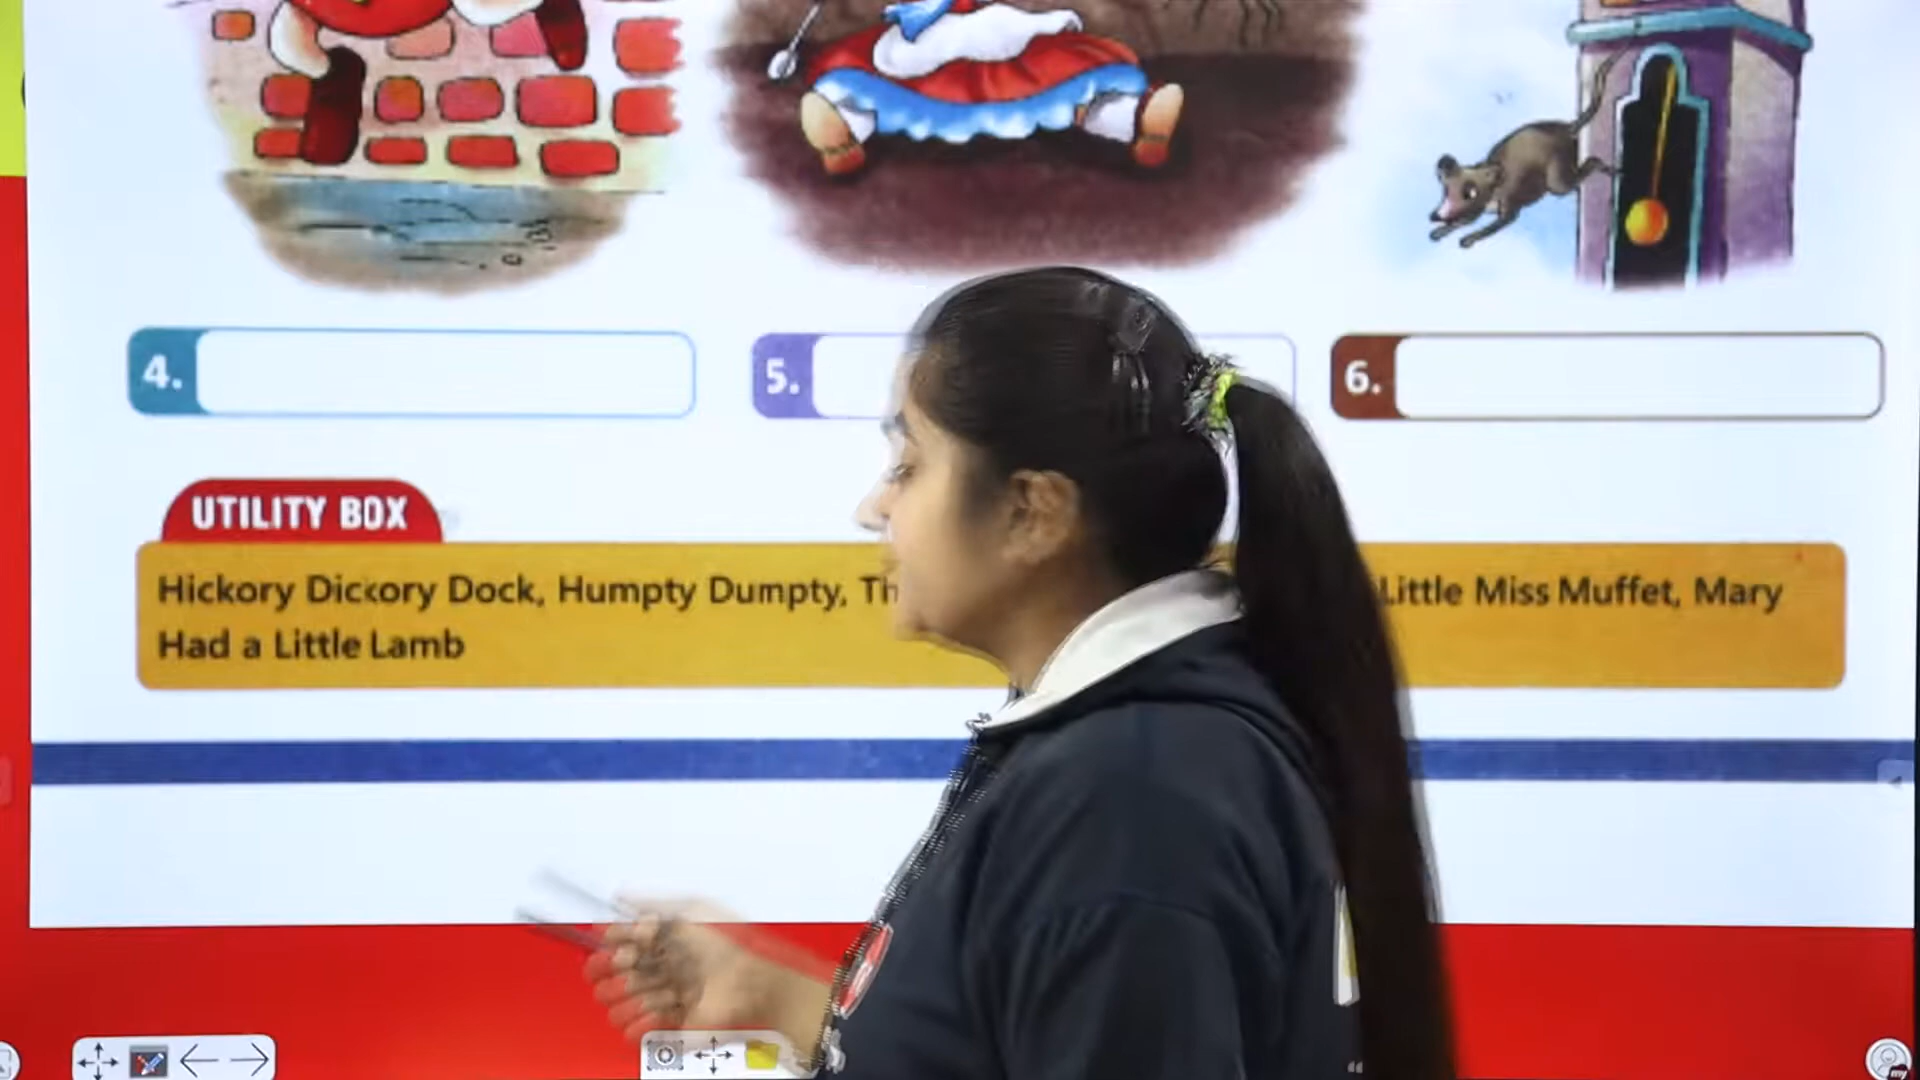 4.
5.
6.
UTILITY BOX
Hickory Dickory Dock, Humpty Dumpty, Little Miss Muffet, Mary
Had a Little Lamb